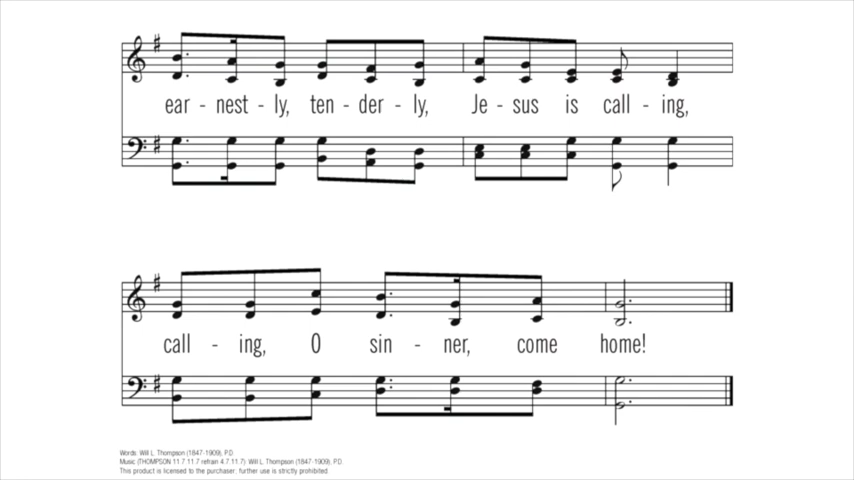 ear - nest - ly, ten - der - ly, Je - sus is call - ing,
call - ing, O sin - ner, come home!
Words: Will L. Thompson (1847-1909), P.D.
Music (THOMPSON 11.7.11.7 refrain 4.7.11.7): Will L. Thompson (1847-1909), P.D.
This product is licensed to the purchaser; further use is strictly prohibited.